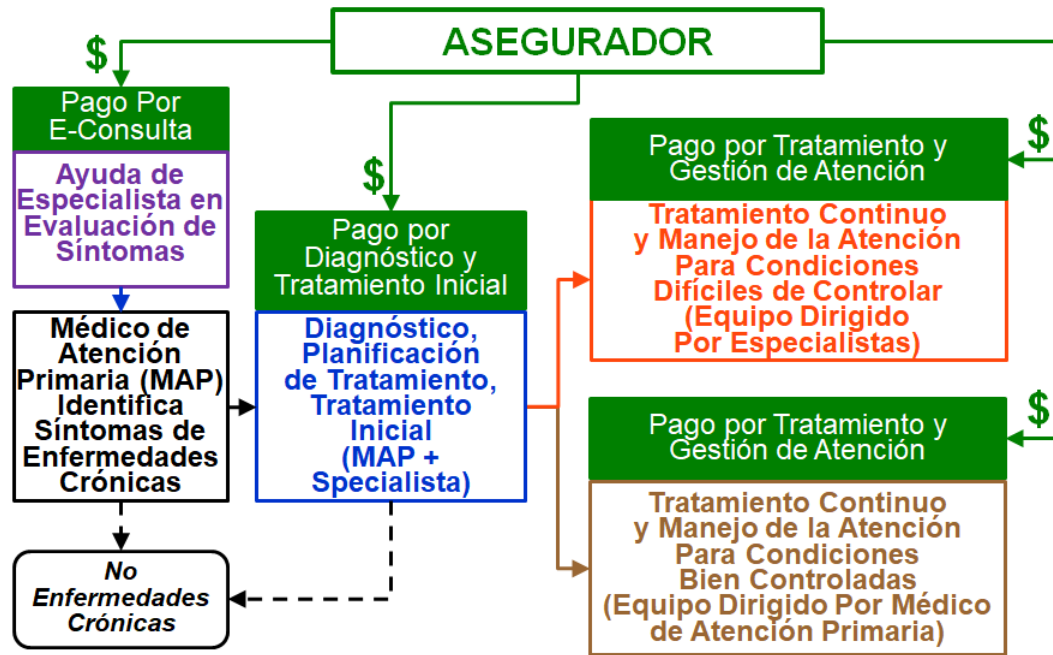 ASEGURADOR
$
Pago Por
E-Consulta
Ayuda de
Especialista en
Evaluación de
Síntomas
Médico de
Atención
Primaria (MAP)
Identifica
Síntomas de
Enfermedades
Crónicas
No
Enfermedades
Crónicas
$
Pago por
Diagnóstico y
Tratamiento Inicial
Diagnóstico,
Planificación
de Tratamiento,
Tratamiento
Inicial
(MAP +
Specialista)
$
Pago por Tratamiento y
Gestión de Atención
Tratamiento Continuo
y Manejo de la Atención
Para Condiciones
Difíciles de Controlar
(Equipo Dirigido
Por Especialistas)
$
Pago por Tratamiento y
Gestión de Atención
Tratamiento Continuo
y Manejo de la Atención
Para Condiciones
Bien Controladas
(Equipo Dirigido Por Médico
de Atención Primaria)